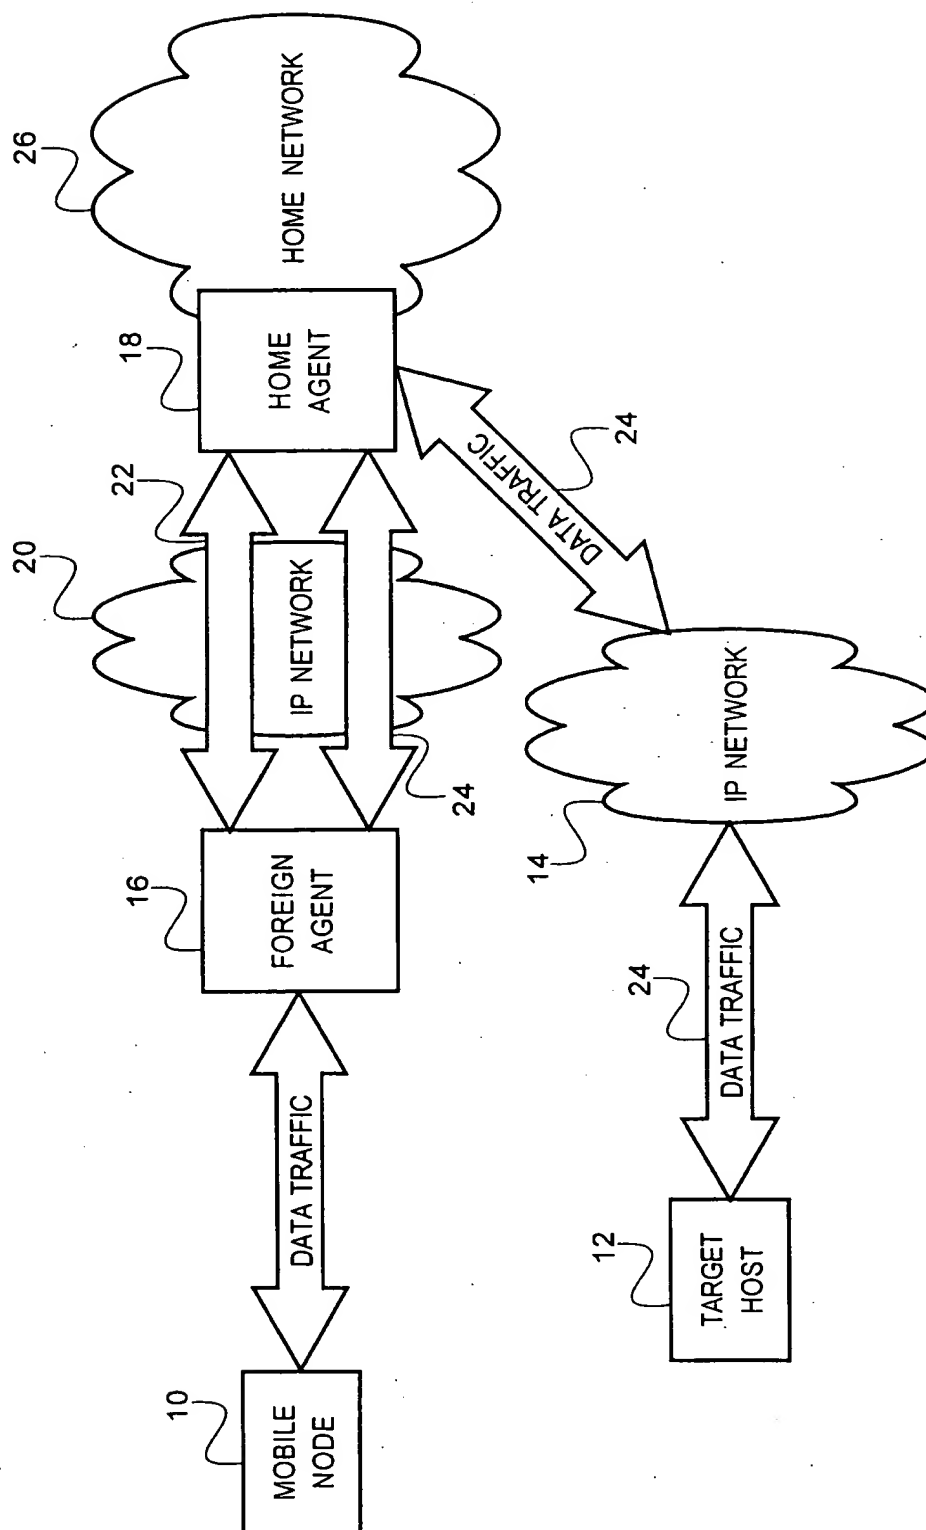 10
MOBILE
NODE
DATA TRAFFIC
16
FOREIGN
AGENT
20
22
IP NETWORK
24
18
HOME
AGENT
26
HOME NETWORK
12
TARGET
HOST
24
DATA TRAFFIC
14
IP NETWORK
DATA TRAFFIC
24